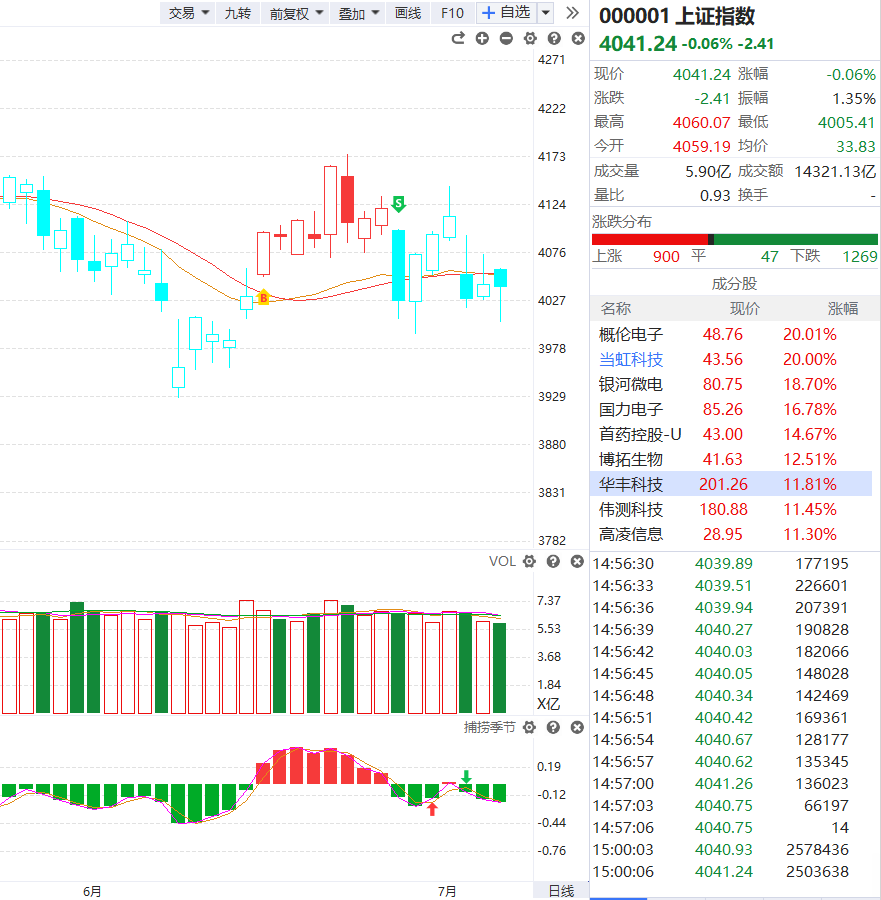 交易 九转 前复权 叠加 画线 F10 + 自选
000001 上证指数
4041.24 -0.06% -2.41
4271
4222
4173
4124
4076
4027
3978
3929
3880
3831
3782
S
B
现价 4041.24 涨幅 -0.06%
涨跌 -2.41 振幅 1.35%
最高 4060.07 最低 4005.41
今开 4059.19 均价 33.83
成交量 5.90亿 成交额 14321.13亿
量比 0.93 换手 -
涨跌分布
上涨 900 平 47 下跌 1269
成分股
名称 现价 涨幅
概伦电子 48.76 20.01%
当虹科技 43.56 20.00%
银河微电 80.75 18.70%
国力电子 85.26 16.78%
首药控股-U 43.00 14.67%
博拓生物 41.63 12.51%
华丰科技 201.26 11.81%
伟测科技 180.88 11.45%
高凌信息 28.95 11.30%
VOL
7.37
5.53
3.68
1.84
X亿
捕捞季节
0.19
-0.12
-0.44
-0.76
6月 7月 日线
14:56:30 4039.89 177195
14:56:33 4039.51 226601
14:56:36 4039.94 207391
14:56:39 4040.27 190828
14:56:42 4040.03 182066
14:56:45 4040.05 148028
14:56:48 4040.34 142469
14:56:51 4040.42 169361
14:56:54 4040.67 128177
14:56:57 4040.62 135345
14:57:00 4041.26 136023
14:57:03 4040.75 66197
14:57:06 4040.75 14
15:00:03 4040.93 2578436
15:00:06 4041.24 2503638